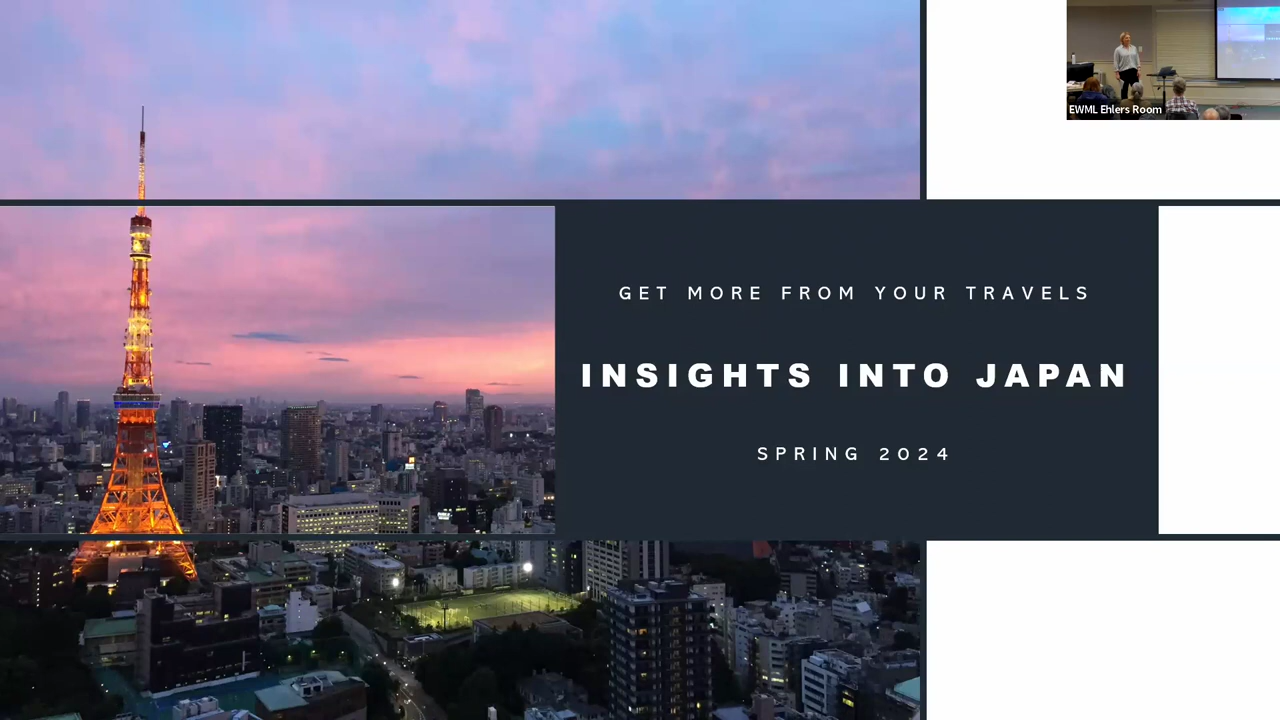 EWML Ehlers Room
GET MORE FROM YOUR TRAVELS
INSIGHTS INTO JAPAN
SPRING 2024